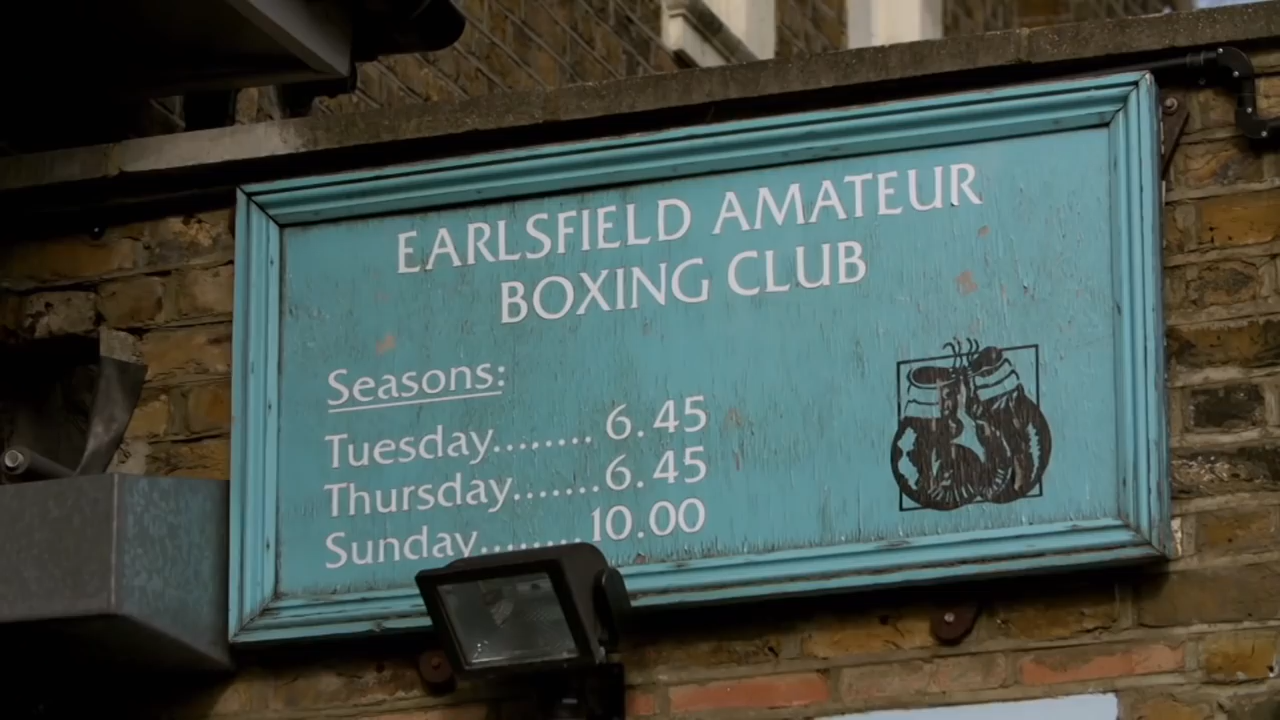 EARLSFIELD AMATEUR
BOXING CLUB
Seasons:
Tuesday........ 6.45
Thursday.......6.45
Sunday........ 10.00